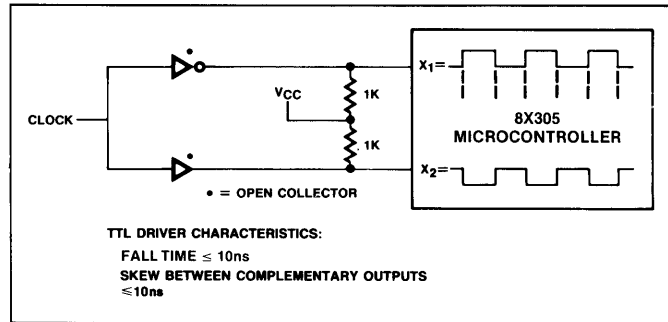 X1=
1K
VCC
CLOCK
8X305
MICROCONTROLLER
1K
X2=
• = OPEN COLLECTOR
TTL DRIVER CHARACTERISTICS:
FALL TIME ≤ 10ns
SKEW BETWEEN COMPLEMENTARY OUTPUTS
≤10ns